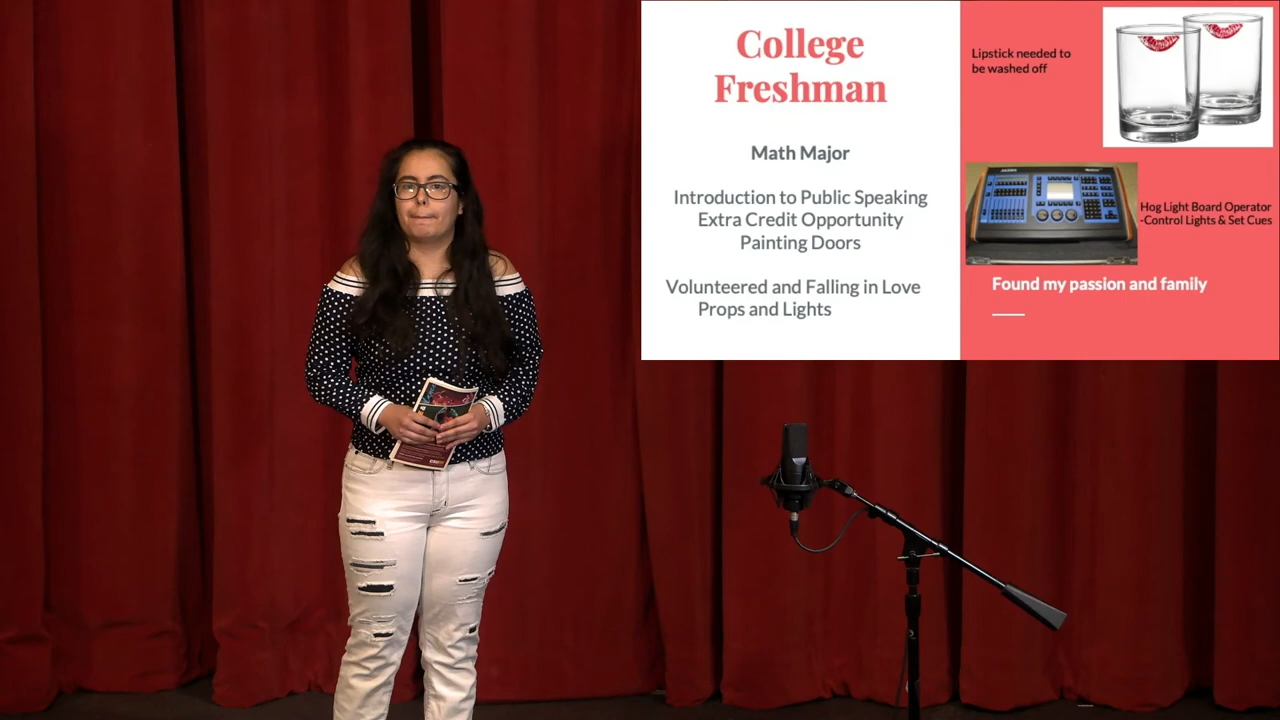 College
Freshman
Math Major
Introduction to Public Speaking
Extra Credit Opportunity
Painting Doors
Volunteered and Falling in Love
Props and Lights
Lipstick needed to
be washed off
Hog Light Board Operator
-Control Lights & Set Cues
Found my passion and family